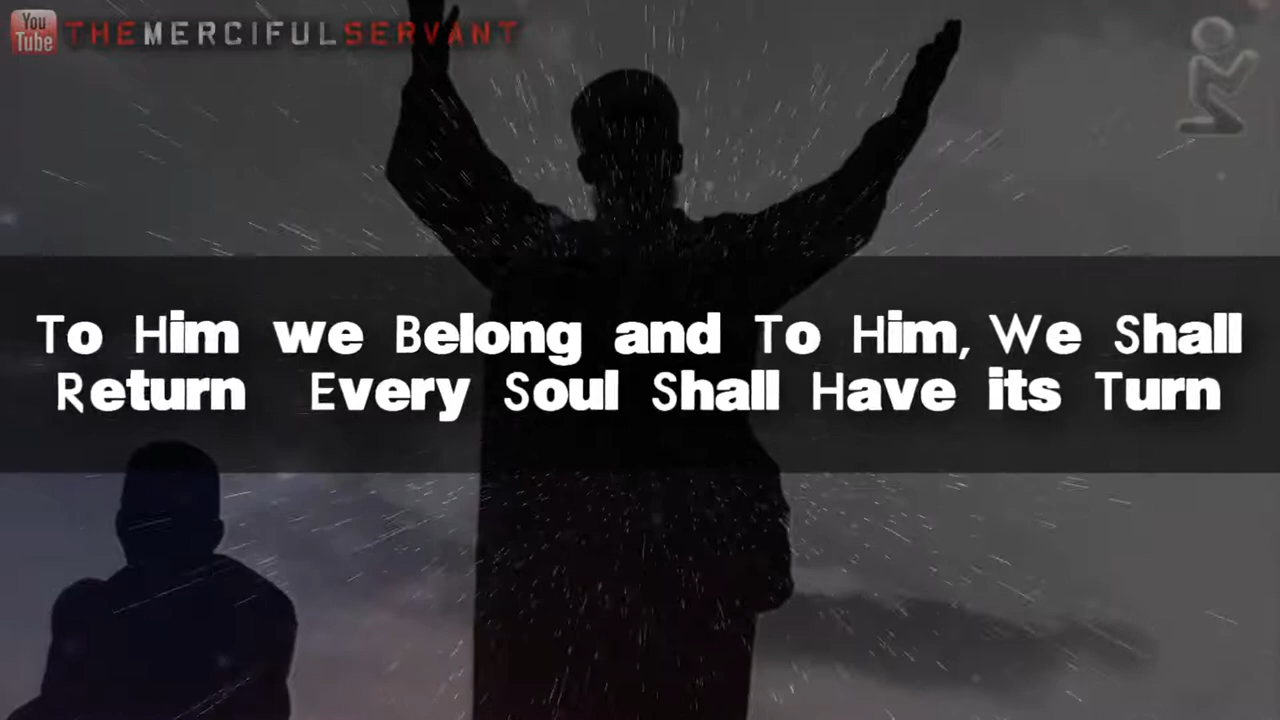 You
Tube
THEMERCIFULSERVANT
To Him we Belong and To Him, We Shall
Return Every Soul Shall Have its Turn